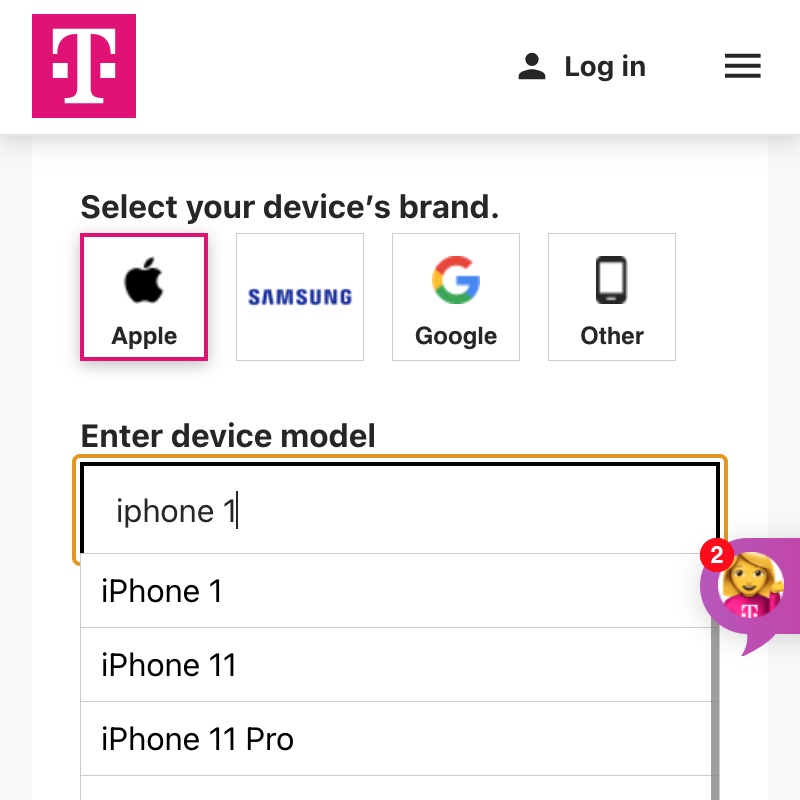 T
Log in
Select your device’s brand.
Apple
SAMSUNG
G
Google
Other
Enter device model
iphone 1
2
T
iPhone 1
iPhone 11
iPhone 11 Pro